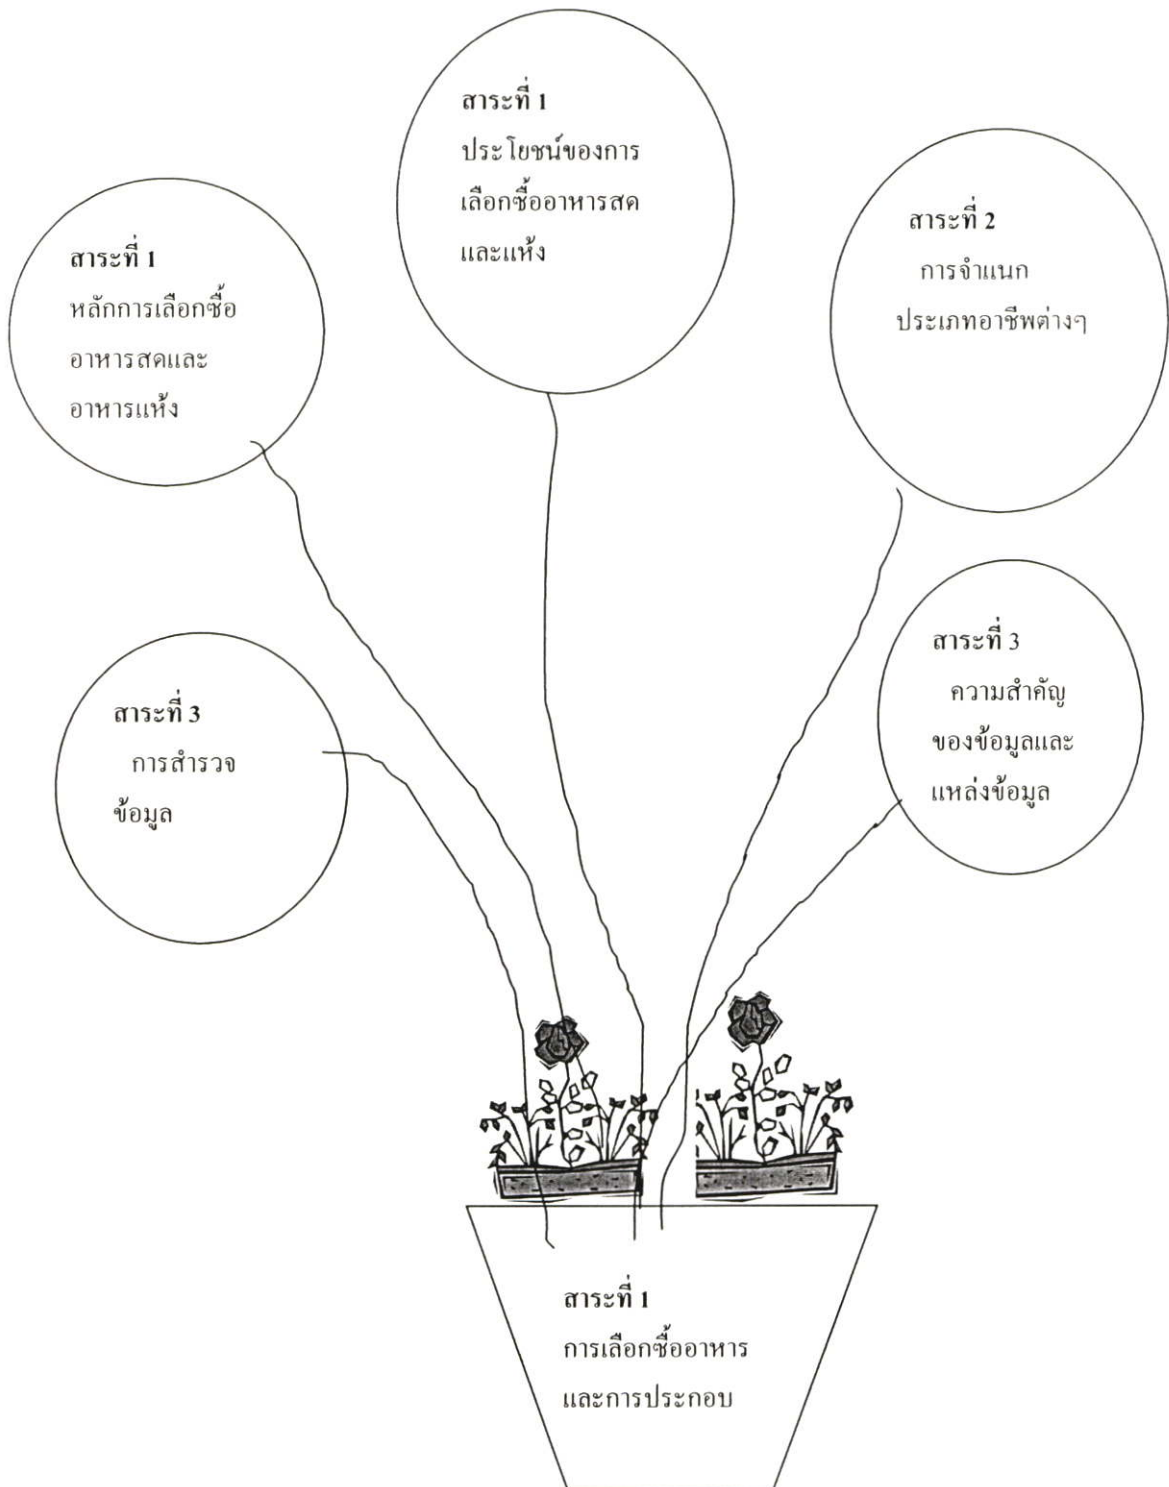 สาระที่ 1
ประโยชน์ของการ
เลือกซื้ออาหารสด
และแห้ง
สาระที่ 1
หลักการเลือกซื้อ
อาหารสดและ
อาหารแห้ง
สาระที่ 2
การจำแนก
ประเภทอาชีพต่างๆ
สาระที่ 3
การสำรวจ
ข้อมูล
สาระที่ 3
ความสำคัญ
ของข้อมูลและ
แหล่งข้อมูล
สาระที่ 1
การเลือกซื้ออาหาร
และการประกอบ